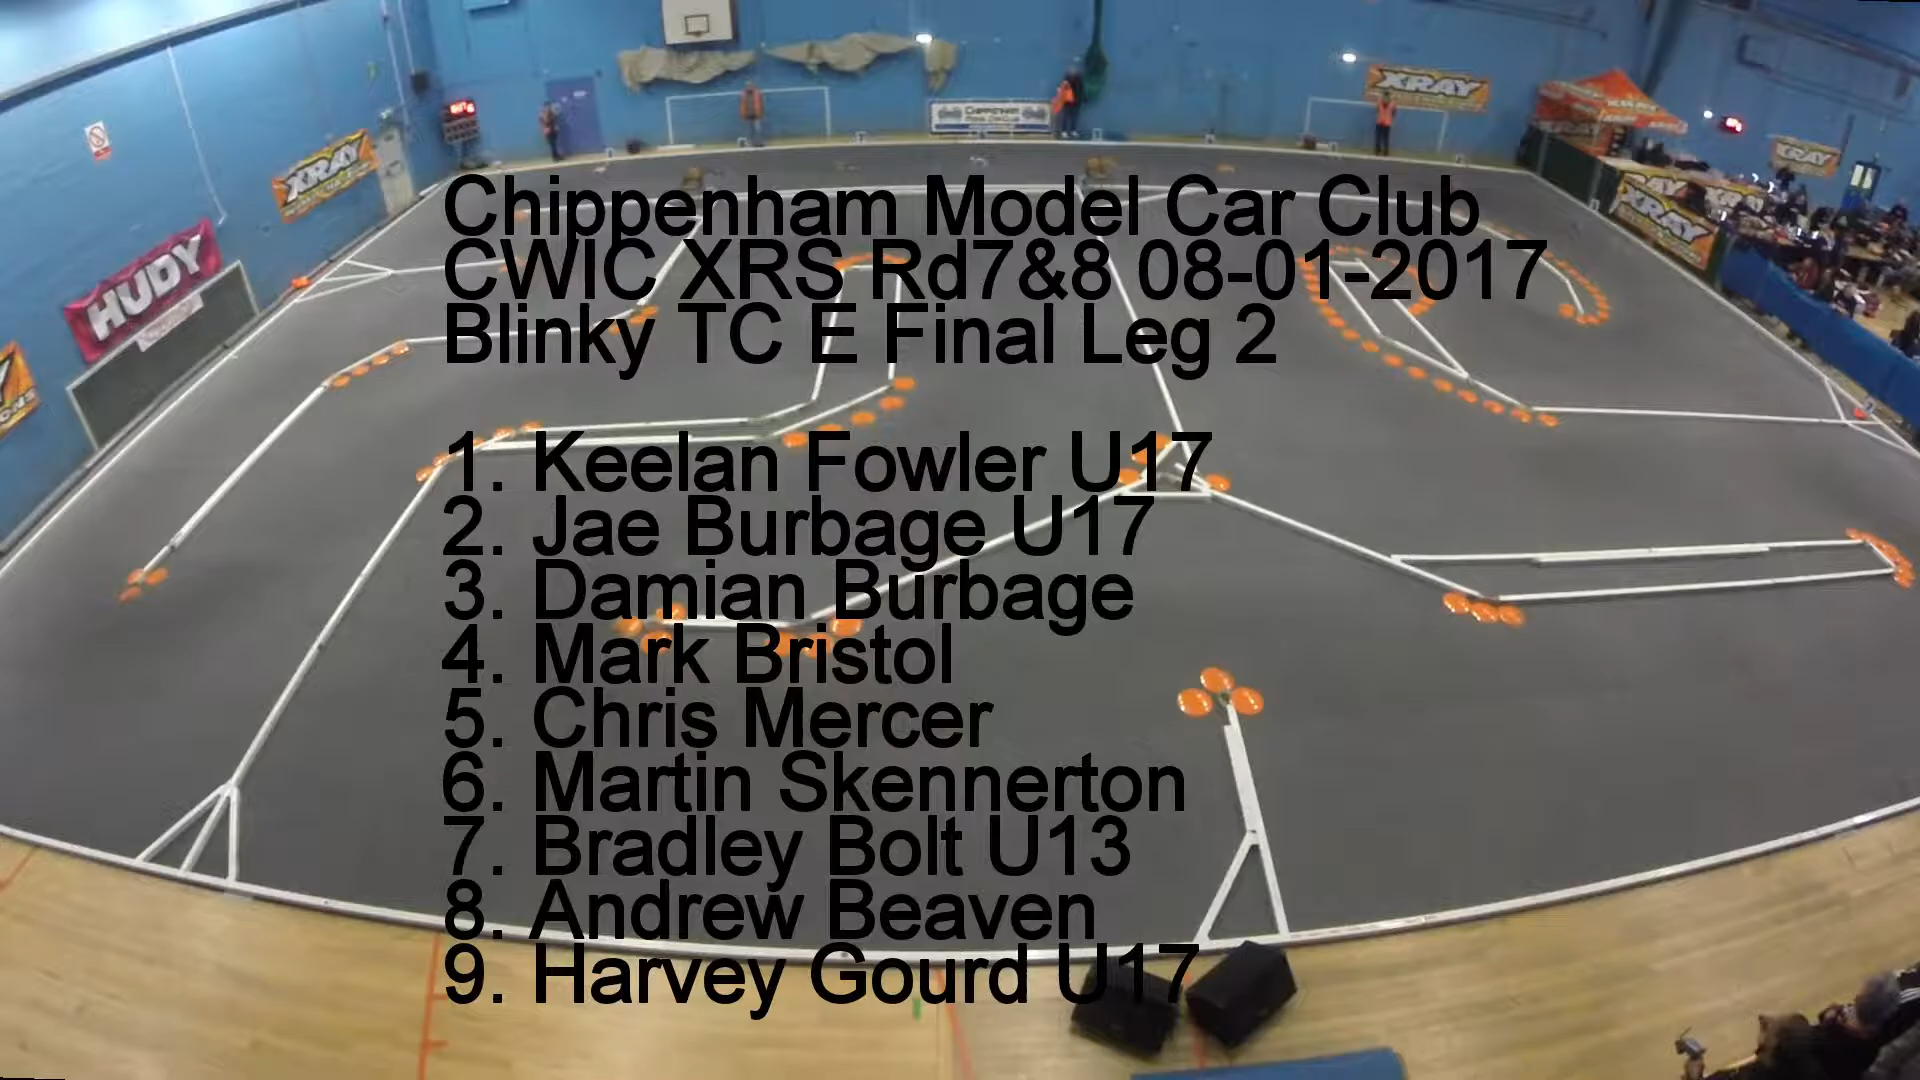 Chippenham Model Car Club
CWIC XRS Rd7&8 08-01-2017
Blinky TC E Final Leg 2
1. Keelan Fowler U17
2. Jae Burbage U17
3. Damian Burbage
4. Mark Bristol
5. Chris Mercer
6. Martin Skennerton
7. Bradley Bolt U13
8. Andrew Beaven
9. Harvey Gourd U17
XRAY
XRAY
HUDY
XRAY
XRAY
Chippenham